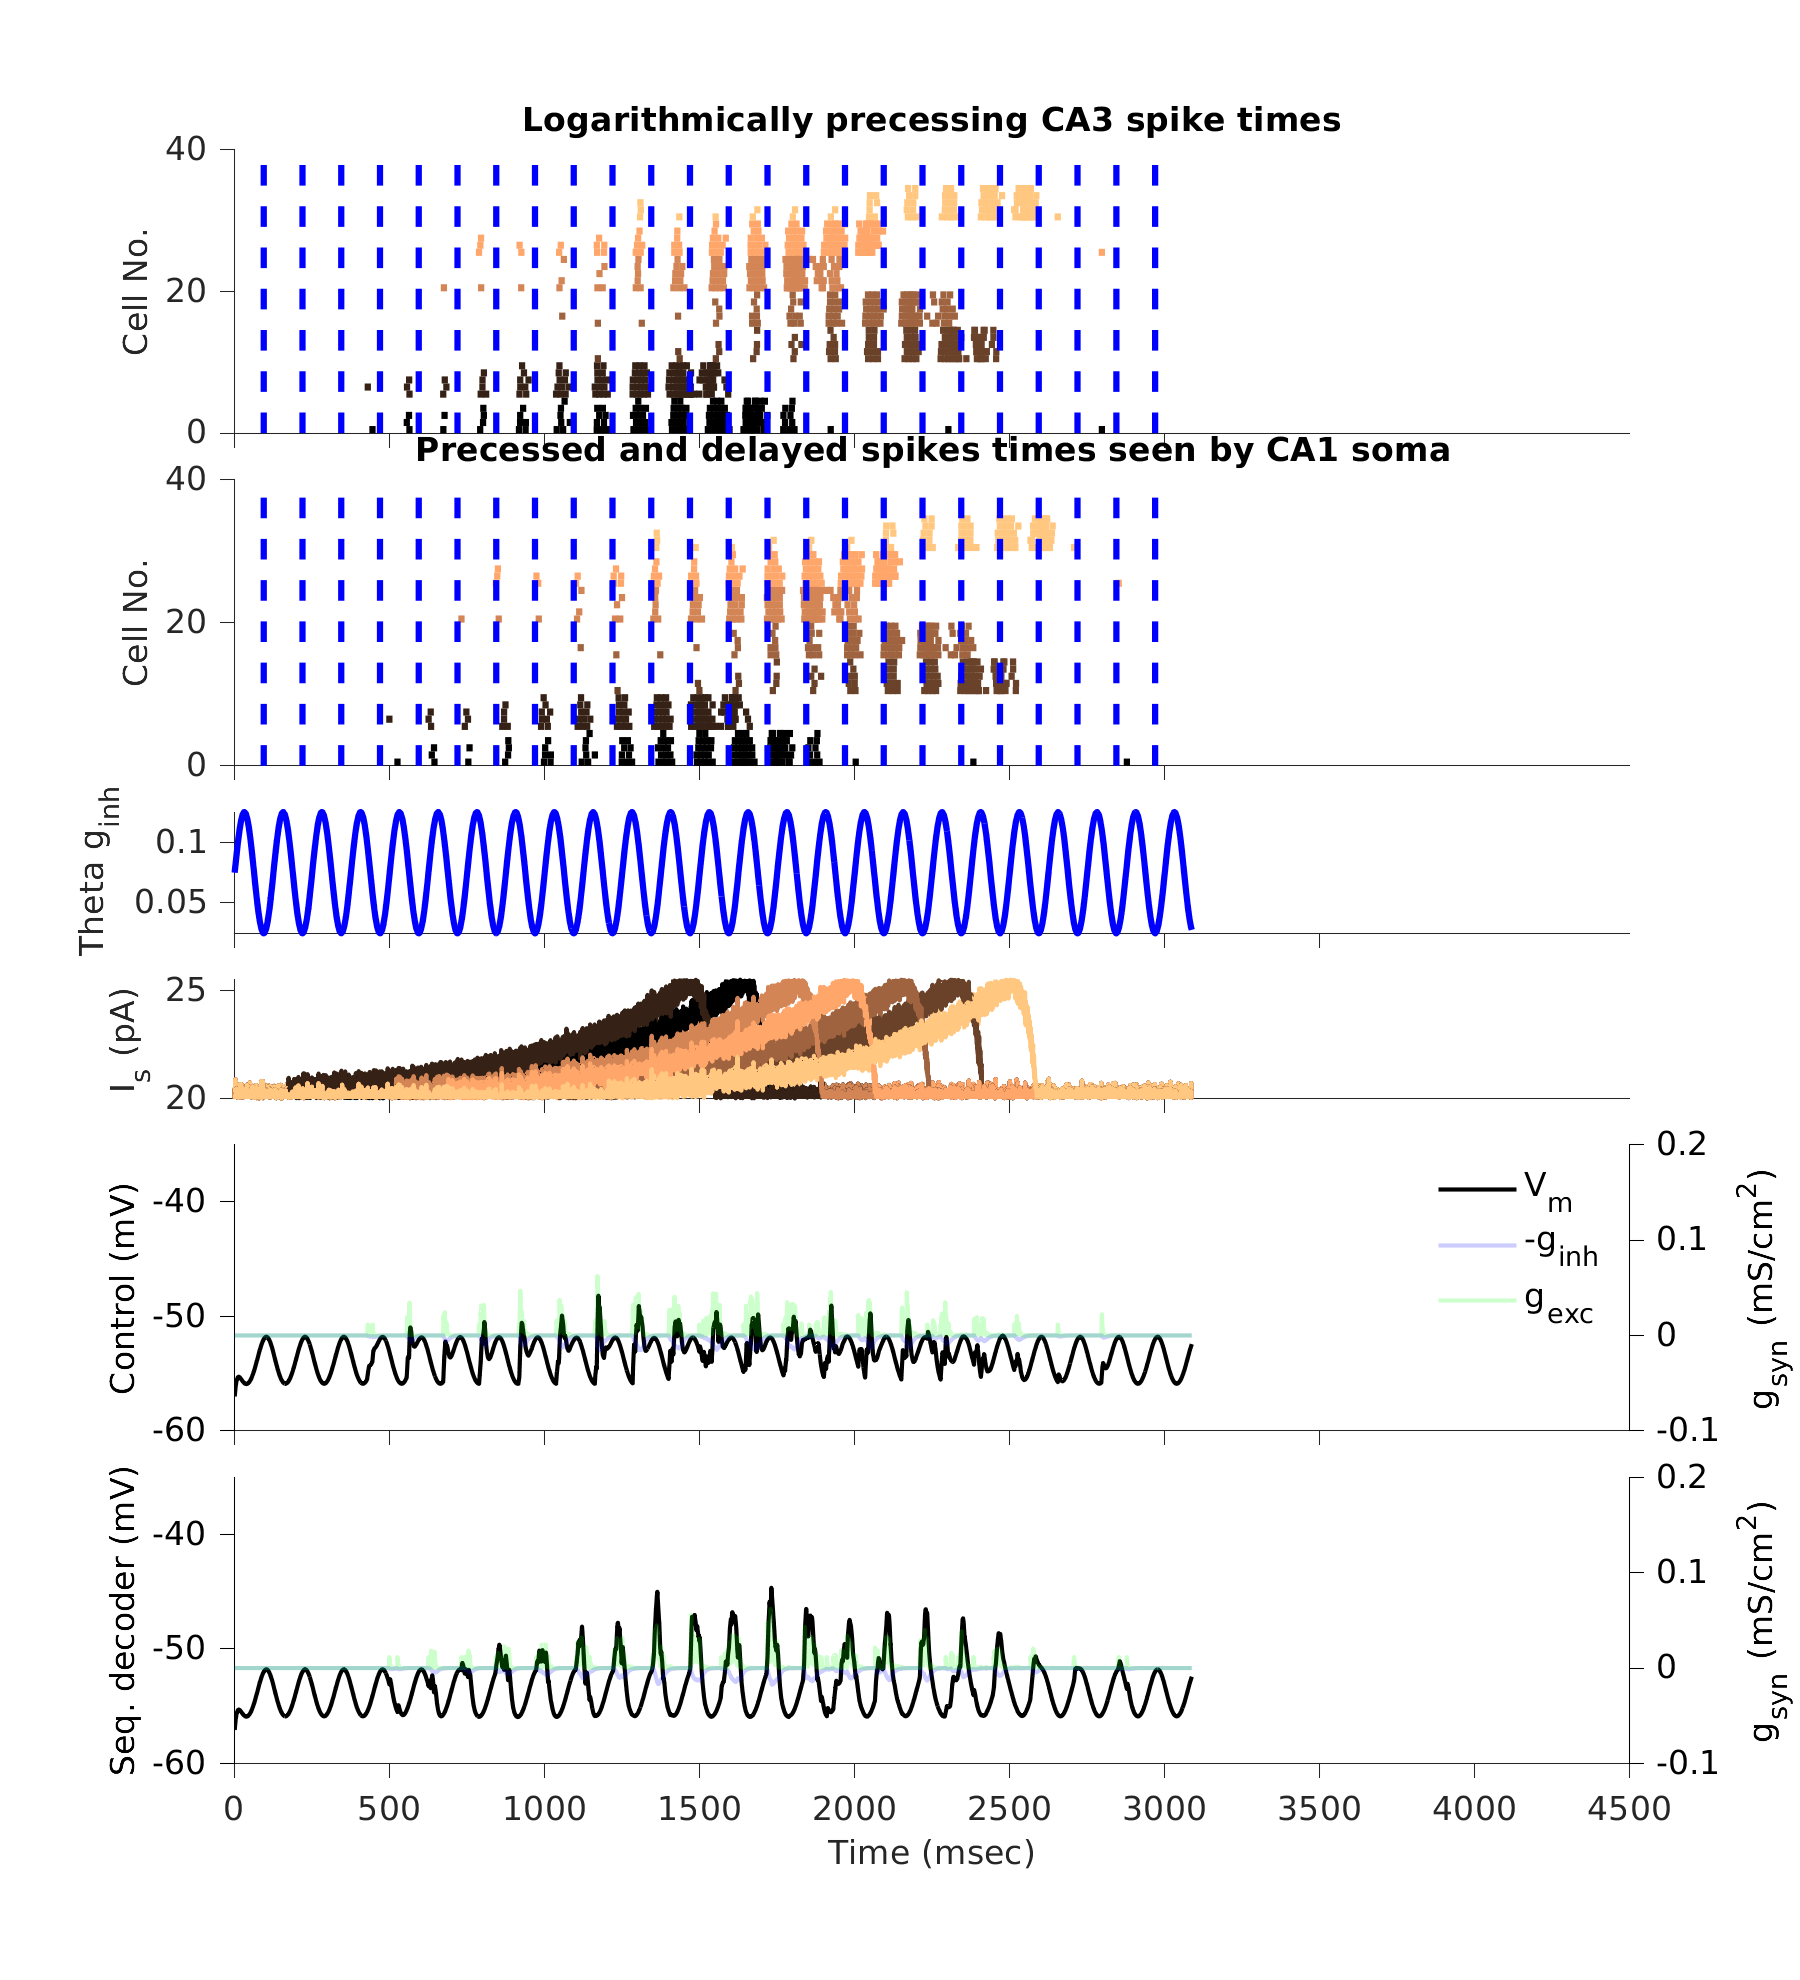 Logarithmically precessing CA3 spike times
40
20
0
Cell No.
Precessed and delayed spikes times seen by CA1 soma
40
20
0
Cell No.
0.1
0.05
Theta g_inh
25
20
I_s (pA)
-40
-50
-60
Control (mV)
V_m
-g_inh
g_exc
0.2
0.1
0
-0.1
g_syn (mS/cm^2)
-40
-50
-60
Seq. decoder (mV)
0.2
0.1
0
-0.1
g_syn (mS/cm^2)
0 500 1000 1500 2000 2500 3000 3500 4000 4500
Time (msec)